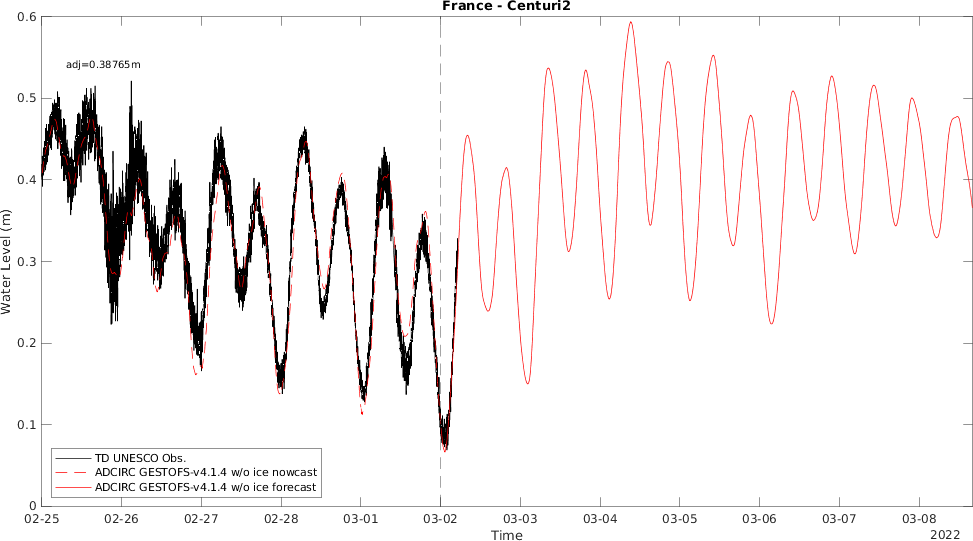 France - Centuri2
adj=0.38765m
Water Level (m)
0.6
0.5
0.4
0.3
0.2
0.1
0
TD UNESCO Obs.
ADCIRC GESTOFS-v4.1.4 w/o ice nowcast
ADCIRC GESTOFS-v4.1.4 w/o ice forecast
02-25 02-26 02-27 02-28 03-01 03-02 03-03 03-04 03-05 03-06 03-07 03-08
Time
2022